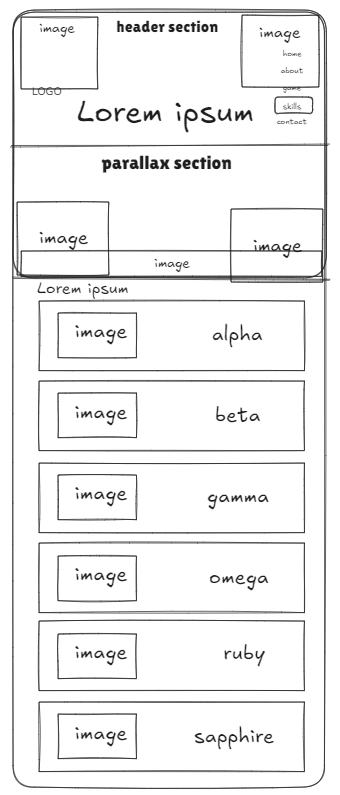 image
header section
image
home
about
game
LOGO
Lorem ipsum
skills
contact
parallax section
image
image
image
Lorem ipsum
image
alpha
image
beta
image
gamma
image
omega
image
ruby
image
sapphire